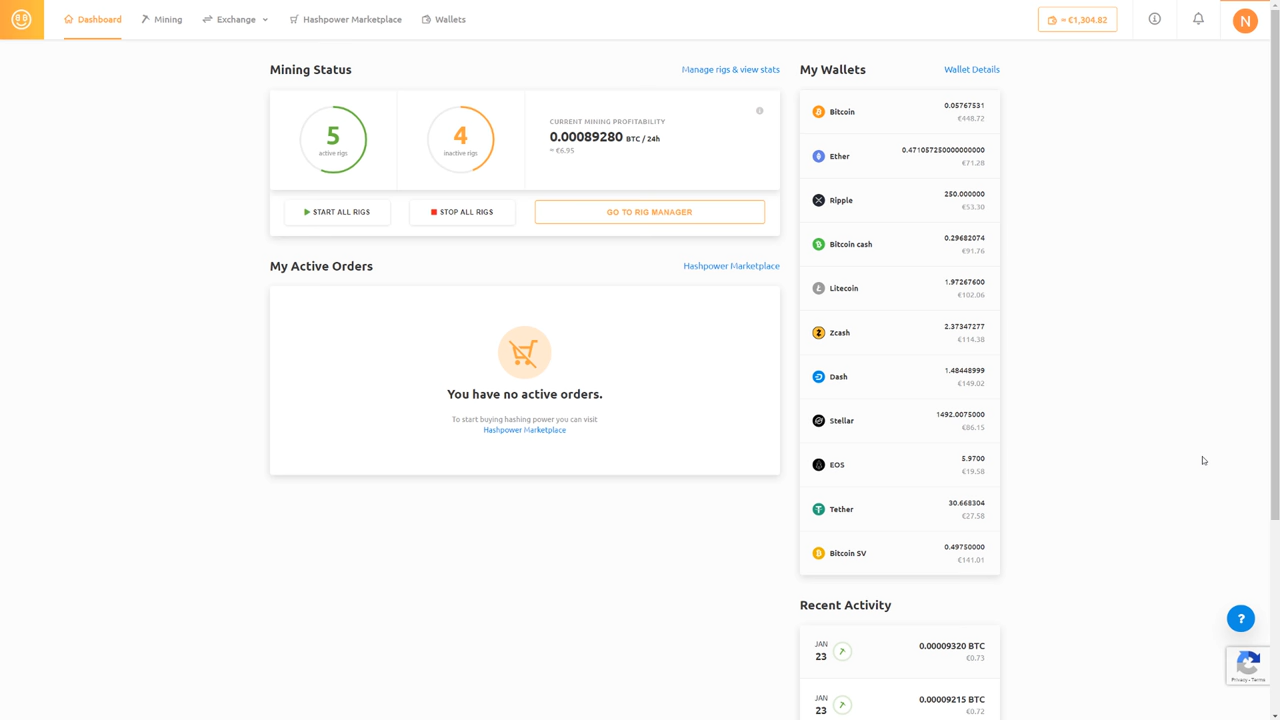 Dashboard
Mining
Exchange
Hashpower Marketplace
Wallets
≈ €1,304.82
N
Mining Status
Manage rigs & view stats
5
active rigs
4
inactive rigs
CURRENT MINING PROFITABILITY
0.00089280 BTC / 24h
≈ €6.95
START ALL RIGS
STOP ALL RIGS
GO TO RIG MANAGER
My Active Orders
Hashpower Marketplace
You have no active orders.
To start buying hashing power you can visit
Hashpower Marketplace
My Wallets
Wallet Details
Bitcoin
0.05767531
€448.72
Ether
0.471057250000000000
€71.28
Ripple
250.000000
€53.30
Bitcoin cash
0.29682074
€91.76
Litecoin
1.97267600
€102.06
Zcash
2.37347277
€114.38
Dash
1.48448999
€149.02
Stellar
1492.0075000
€86.15
EOS
5.9700
€19.58
Tether
30.668304
€27.58
Bitcoin SV
0.49750000
€141.01
Recent Activity
JAN
23
0.00009320 BTC
€0.73
JAN
23
0.00009215 BTC
€0.72
?
Privacy - Terms